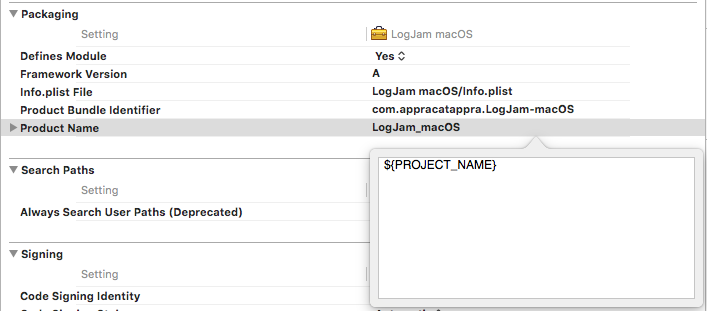 Packaging
Setting LogJam macOS
Defines Module Yes
Framework Version A
Info.plist File LogJam macOS/Info.plist
Product Bundle Identifier com.appracatappra.LogJam-macOS
Product Name LogJam_macOS
${PROJECT_NAME}
Search Paths
Setting
Always Search User Paths (Deprecated)
Signing
Setting
Code Signing Identity